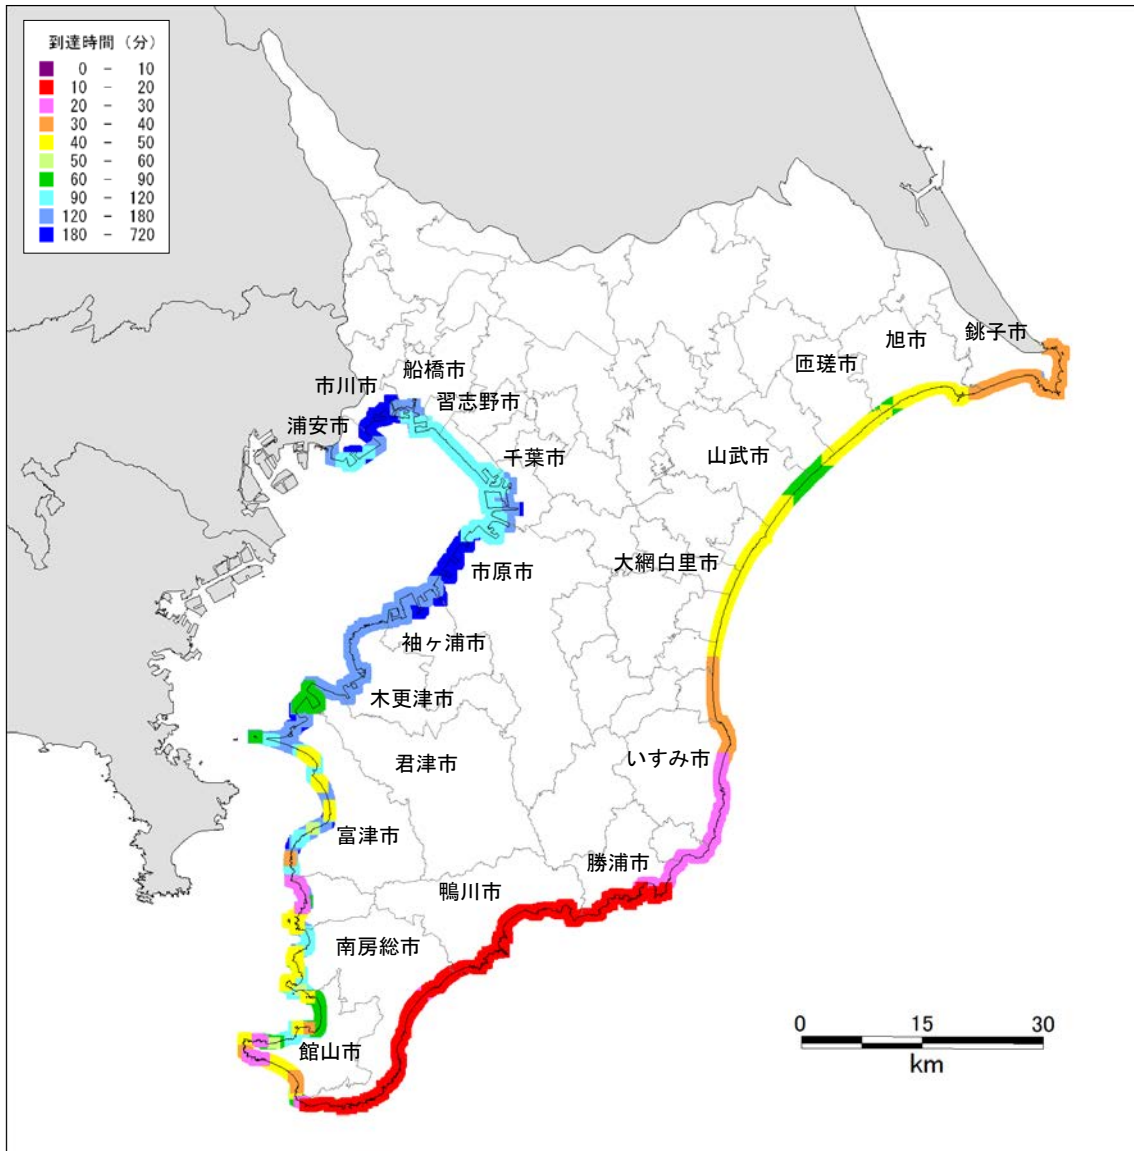 到達時間（分）
0 － 10
10 － 20
20 － 30
30 － 40
40 － 50
50 － 60
60 － 90
90 － 120
120 － 180
180 － 720
銚子市
旭市
匝瑳市
船橋市
市川市
習志野市
浦安市
千葉市
山武市
大網白里市
市原市
袖ヶ浦市
木更津市
いすみ市
君津市
富津市
勝浦市
鴨川市
南房総市
館山市
0 15 30
km